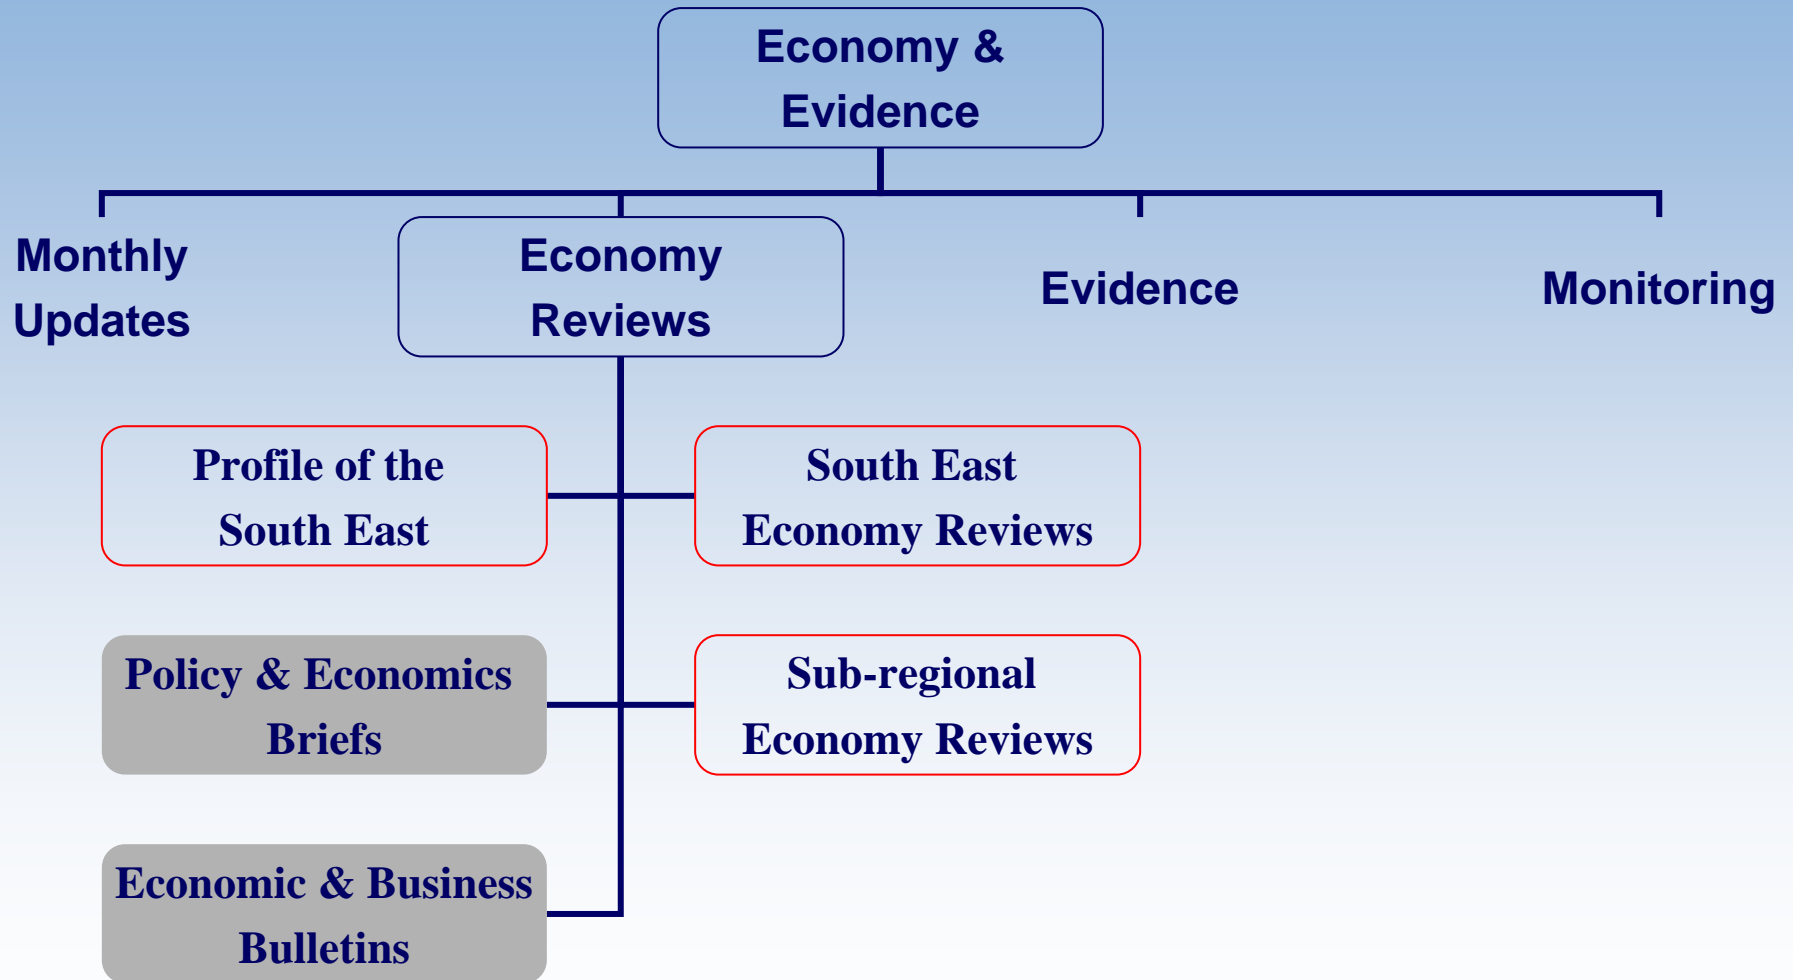 Economy &
Evidence
Monthly
Updates
Economy
Reviews
Evidence
Monitoring
Profile of the
South East
South East
Economy Reviews
Policy & Economics
Briefs
Sub-regional
Economy Reviews
Economic & Business
Bulletins